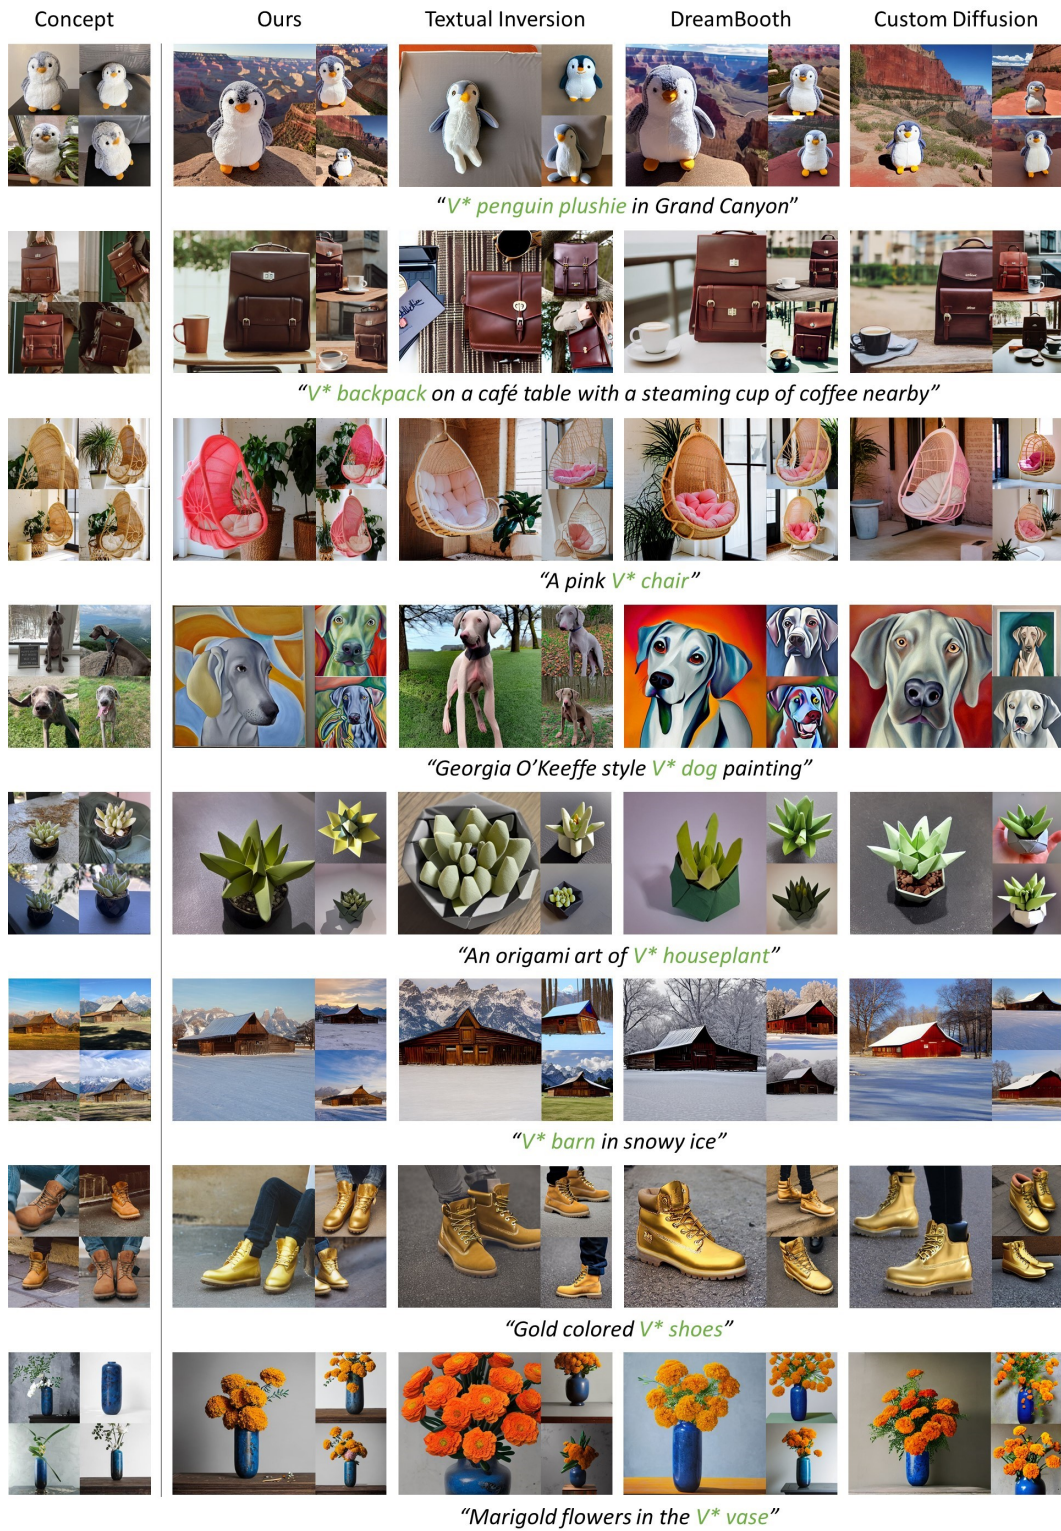 Concept Ours Textual Inversion DreamBooth Custom Diffusion
“V* penguin plushie in Grand Canyon”
“V* backpack on a café table with a steaming cup of coffee nearby”
“A pink V* chair”
“Georgia O’Keeffe style V* dog painting”
“An origami art of V* houseplant”
“V* barn in snowy ice”
“Gold colored V* shoes”
“Marigold flowers in the V* vase”